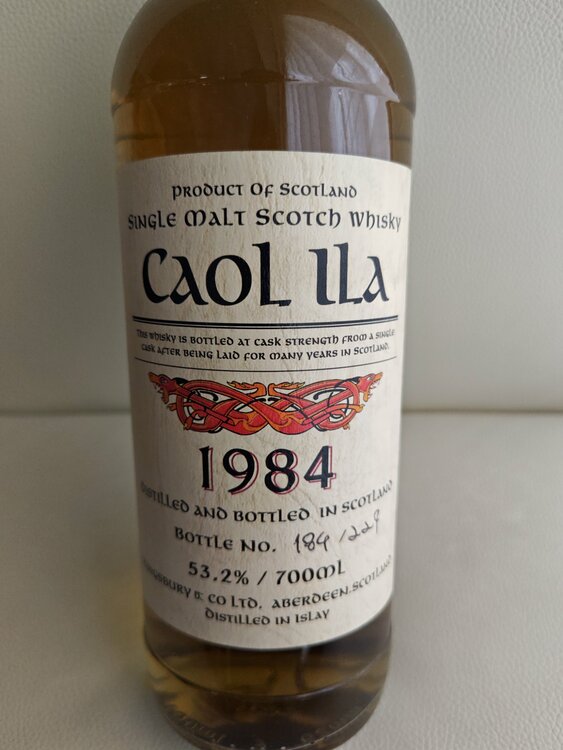 Product Of Scotland
Single Malt Scotch Whisky
Caol Ila
This whisky is bottled at cask strength from a single
cask after being laid for many years in Scotland.
1984
Distilled and Bottled in Scotland
Bottle No. 184 / 229
53.2% / 700ml
& Co Ltd. Aberdeen, Scotland
Distilled in Islay